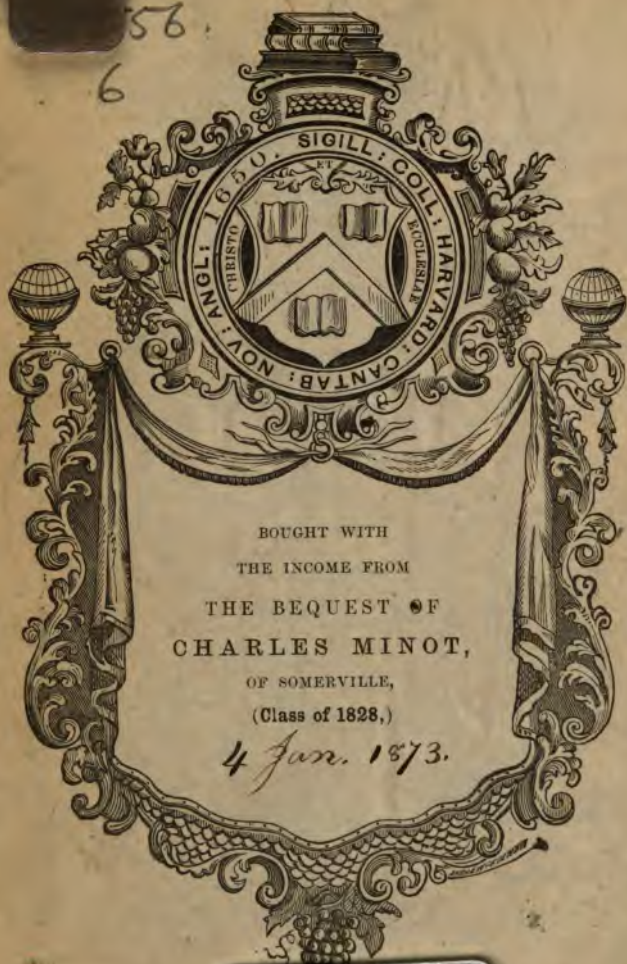 56.
6
SIGILL: COLL: HARVARD: CANTAB: NOV: ANGL: 1650.
ET
CHRISTO
ECCLESIAE
BOUGHT WITH
THE INCOME FROM
THE BEQUEST OF
CHARLES MINOT,
OF SOMERVILLE,
(Class of 1828,)
4 Jan. 1873.